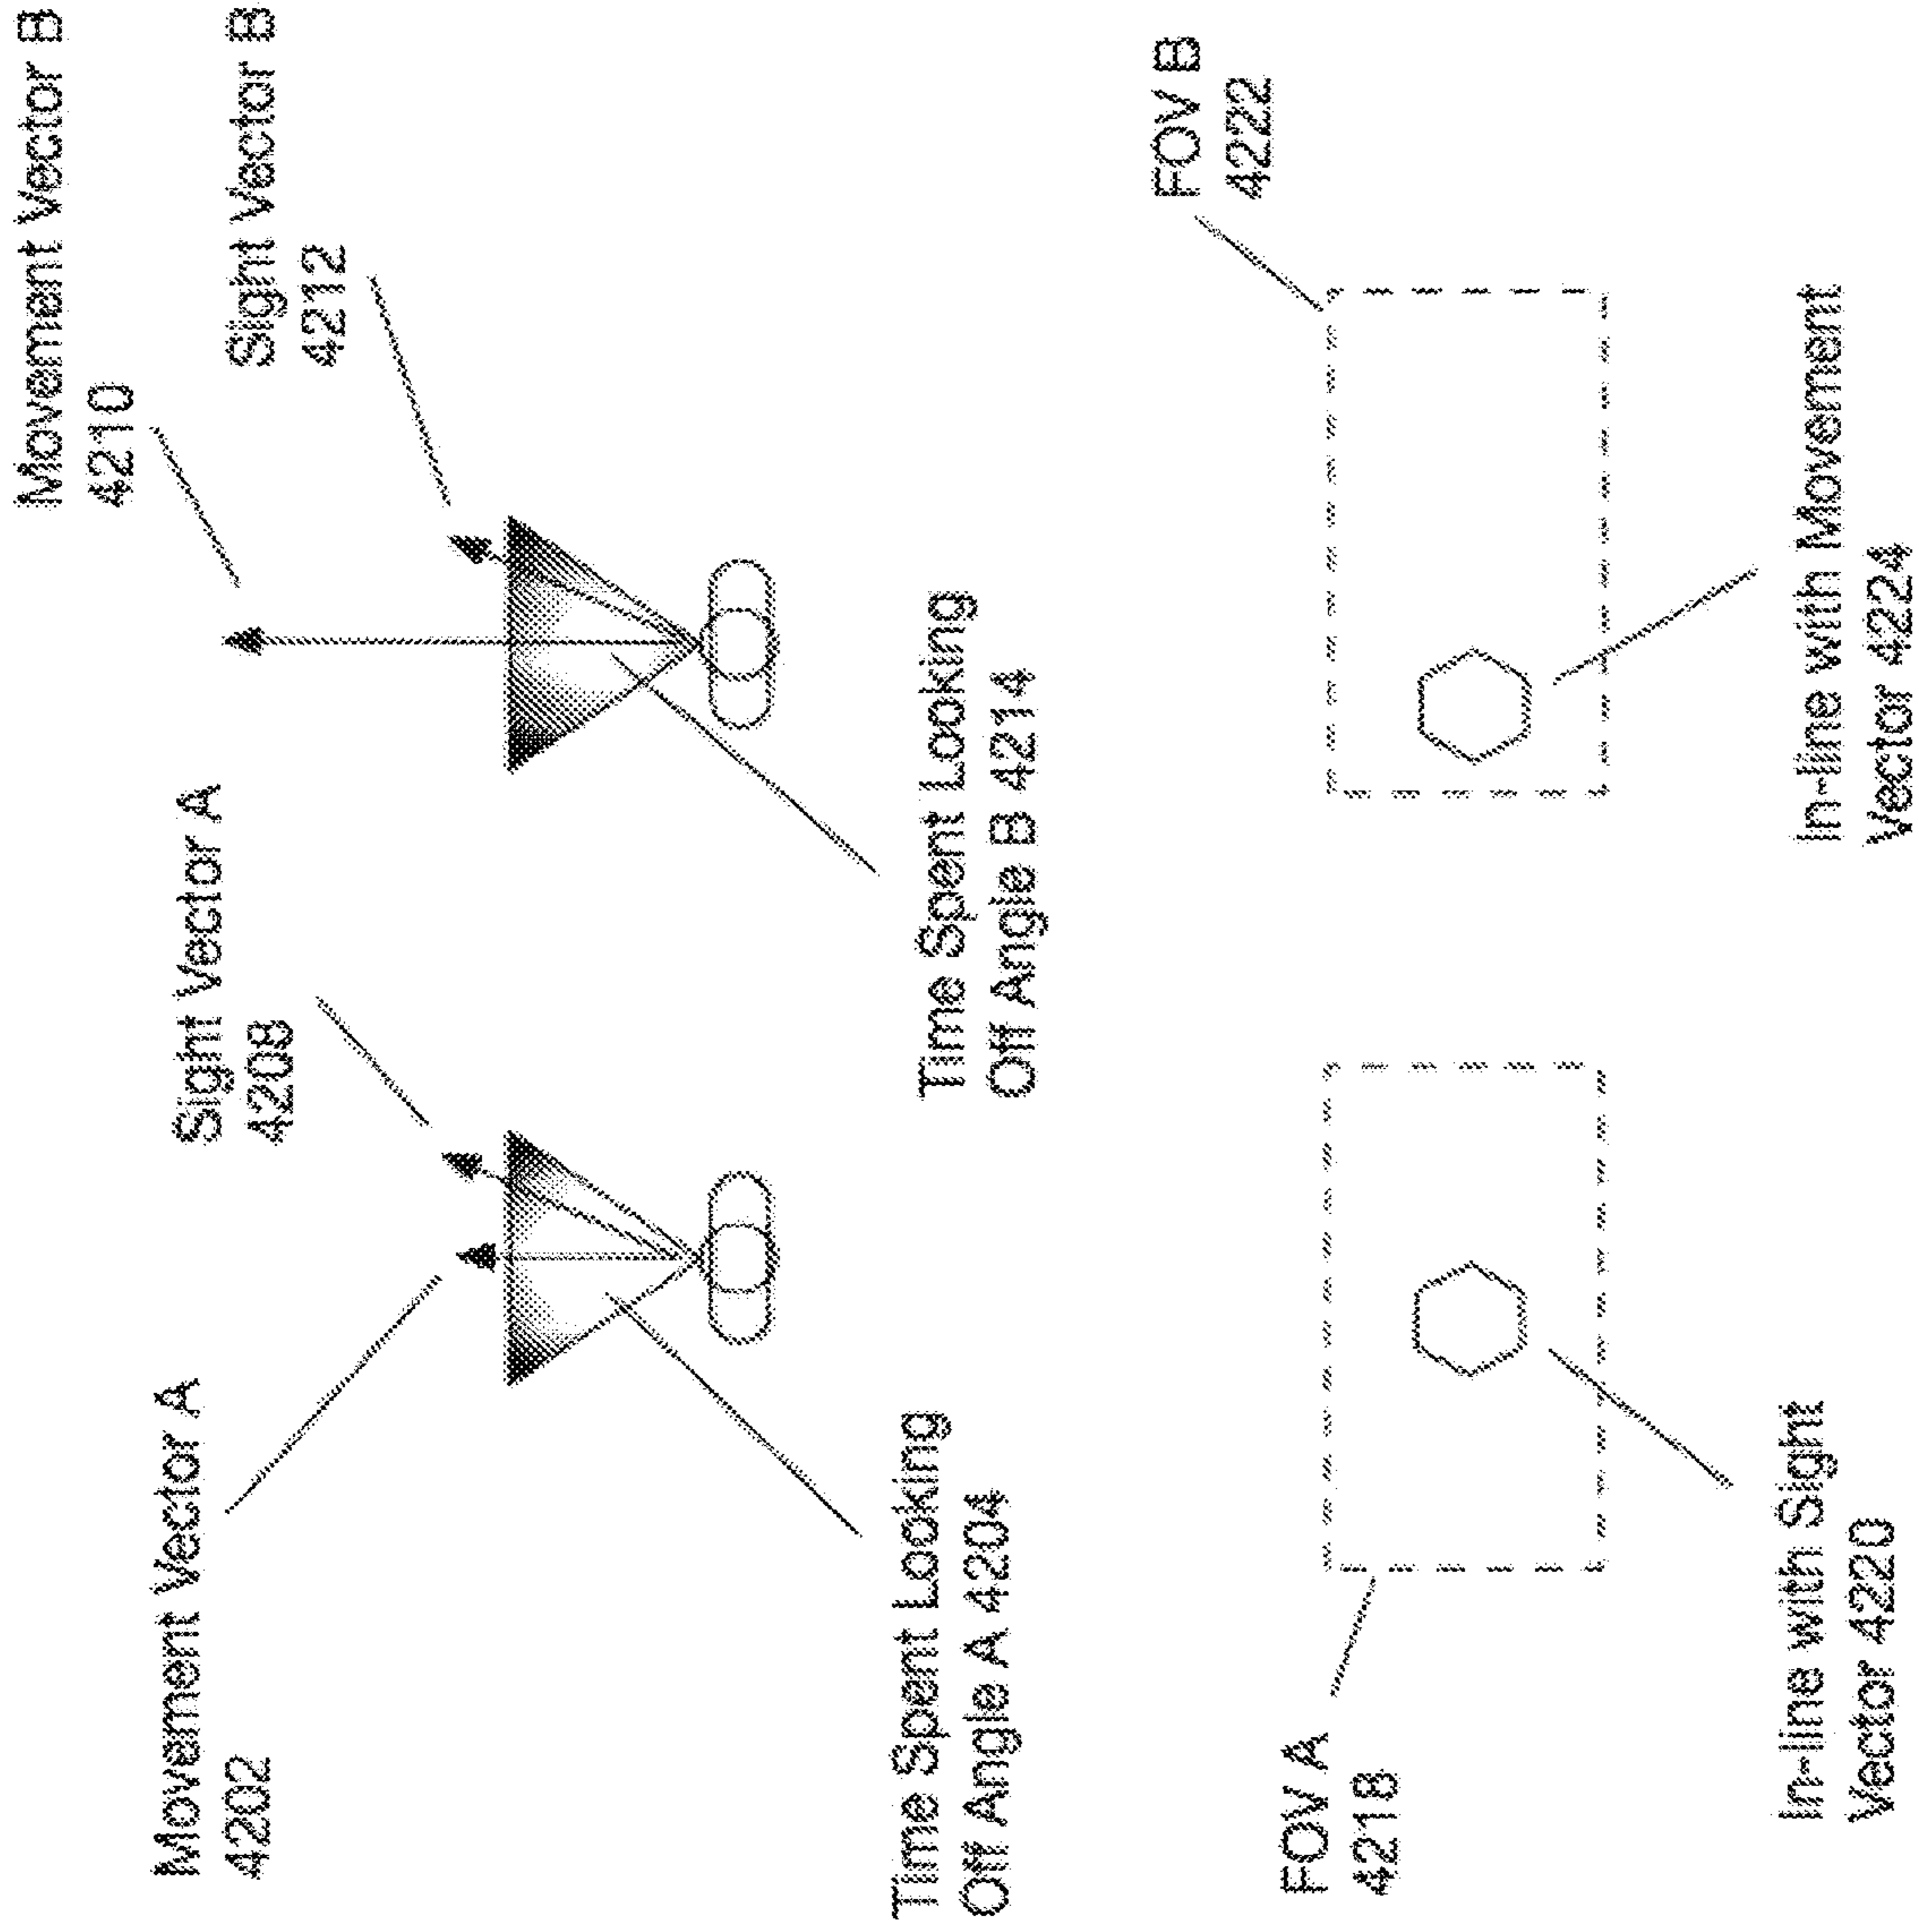 Movement Vector A
4202
Sight Vector A
4208
Movement Vector B
4210
Sight Vector B
4212
Time Spent Looking
Off Angle A 4204
Time Spent Looking
Off Angle B 4214
FOV A
4218
FOV B
4222
In-line with Sight
Vector 4220
In-line with Movement
Vector 4224